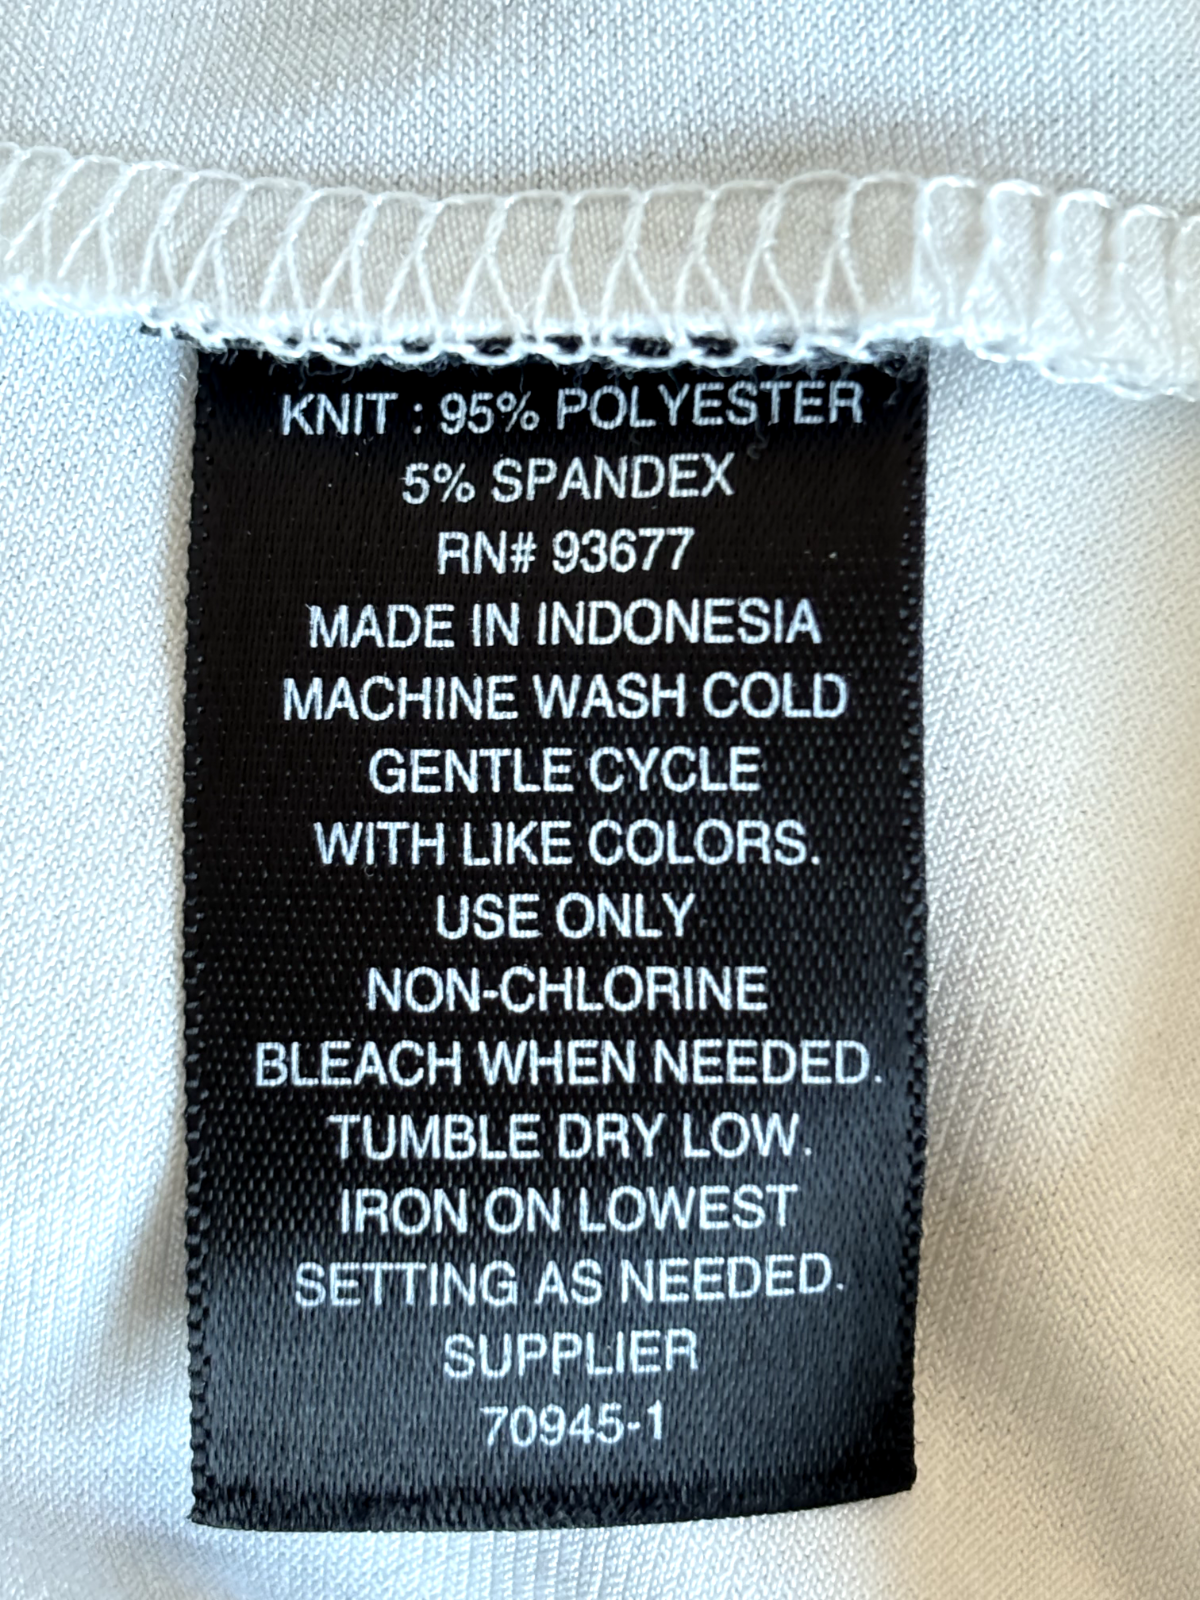 KNIT : 95% POLYESTER
5% SPANDEX
RN# 93677
MADE IN INDONESIA
MACHINE WASH COLD
GENTLE CYCLE
WITH LIKE COLORS.
USE ONLY
NON-CHLORINE
BLEACH WHEN NEEDED.
TUMBLE DRY LOW.
IRON ON LOWEST
SETTING AS NEEDED.
SUPPLIER
70945-1